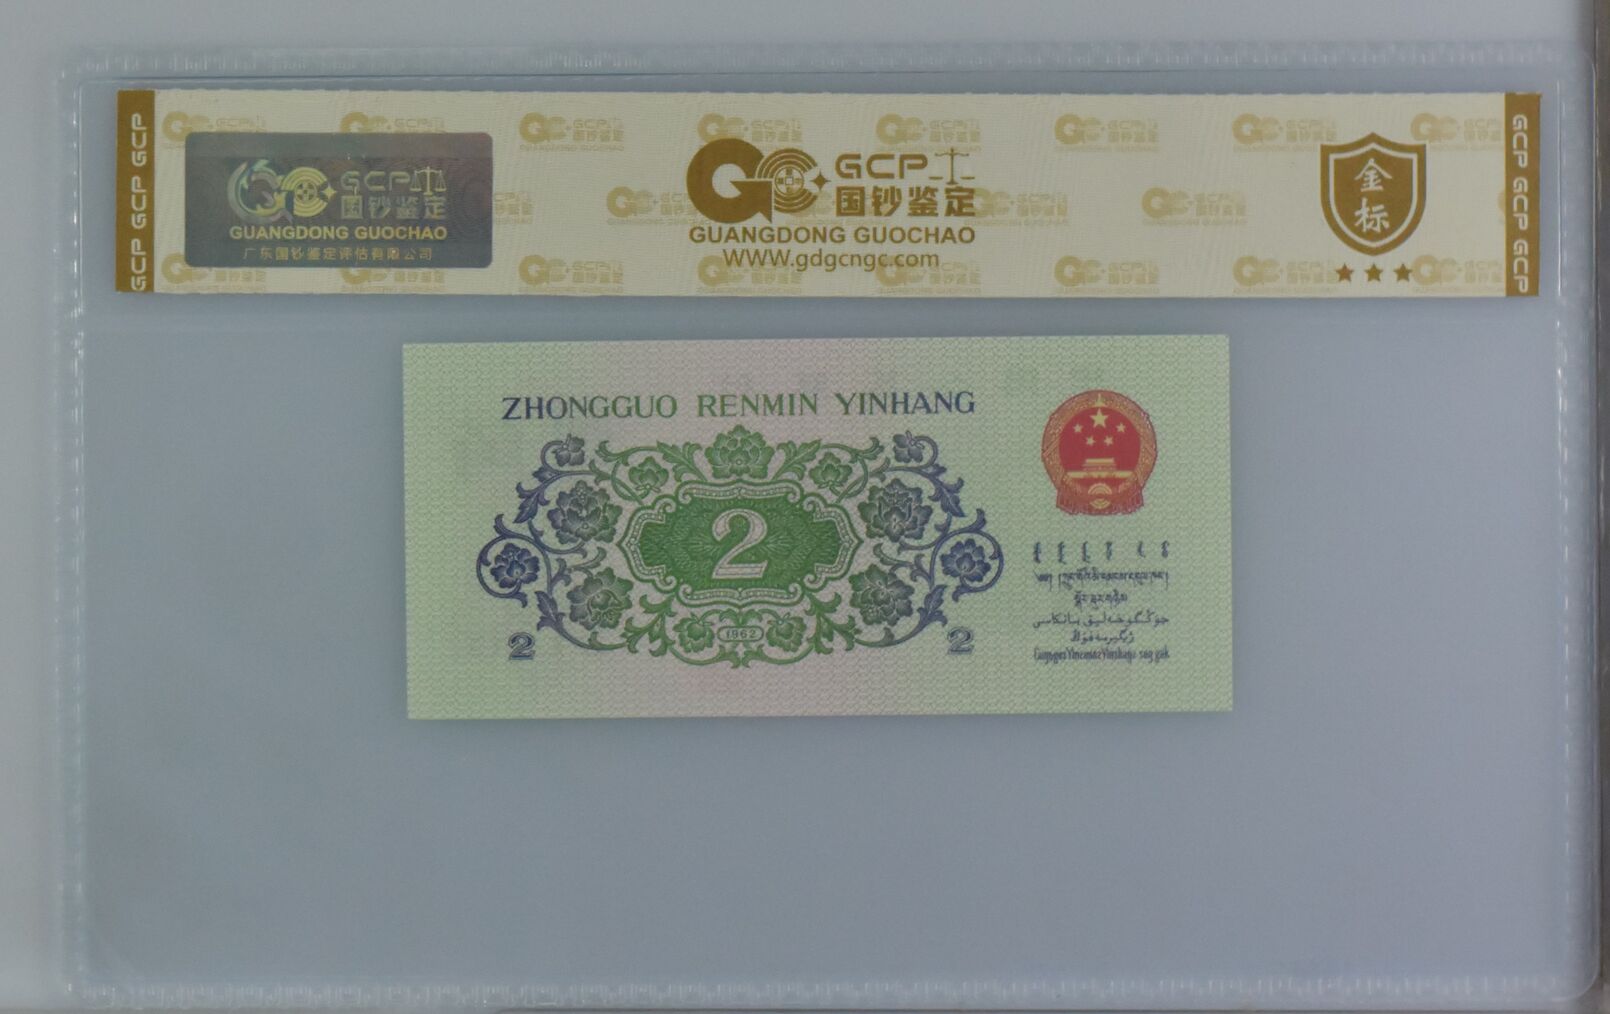 GCP GCP GCP
GCP
国钞鉴定
GUANGDONG GUOCHAO
广东国钞鉴定评估有限公司
GCP
国钞鉴定
GUANGDONG GUOCHAO
WWW.gdgcngc.com
金标
GCP GCP GCP
ZHONGGUO RENMIN YINHANG
2
1962
2
2